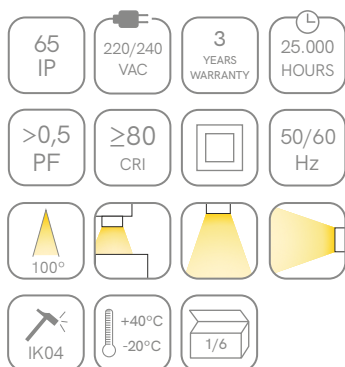 65
IP
220/240
VAC
3
YEARS
WARRANTY
25.000
HOURS
>0,5
PF
≥80
CRI
50/60
Hz
100°
IK04
+40°C
-20°C
1/6